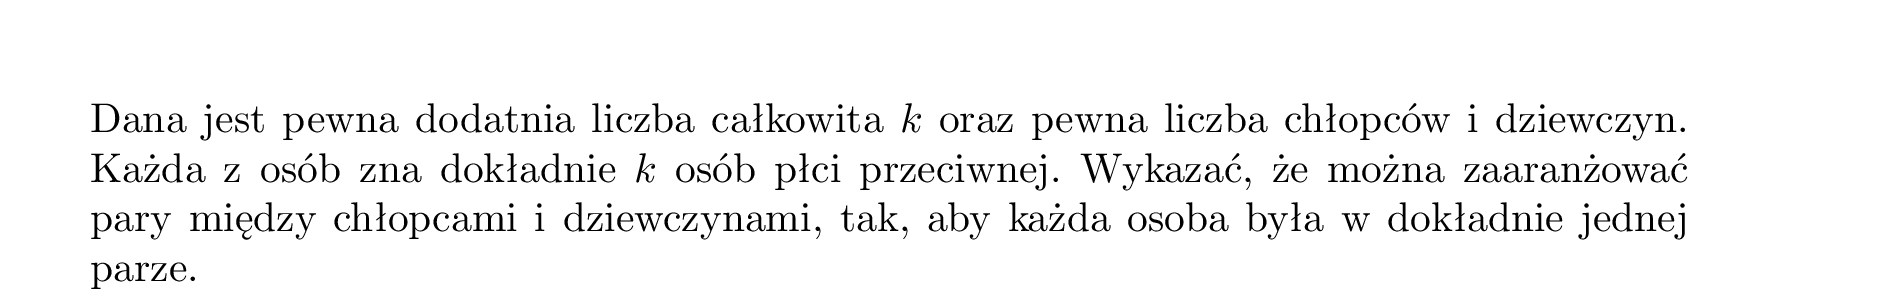 Dana jest pewna dodatnia liczba całkowita k oraz pewna liczba chłopców i dziewczyn.
Każda z osób zna dokładnie k osób płci przeciwnej. Wykazać, że można zaaranżować
pary między chłopcami i dziewczynami, tak, aby każda osoba była w dokładnie jednej
parze.